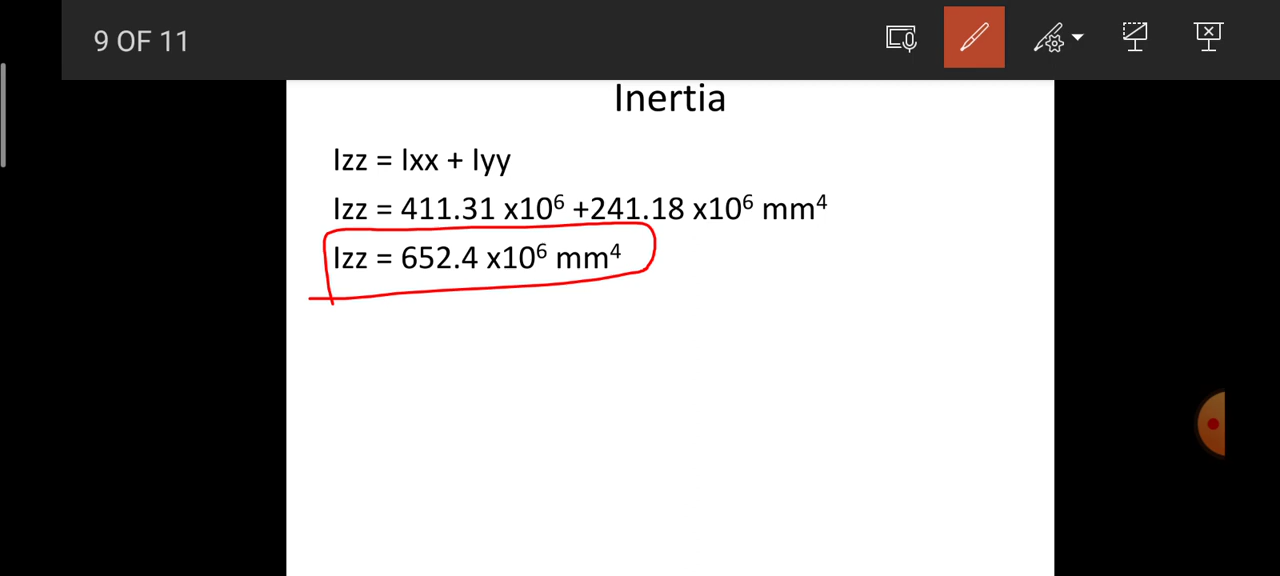 9 OF 11
Inertia
Izz = Ixx + Iyy
Izz = 411.31 x10⁶ +241.18 x10⁶ mm⁴
Izz = 652.4 x10⁶ mm⁴